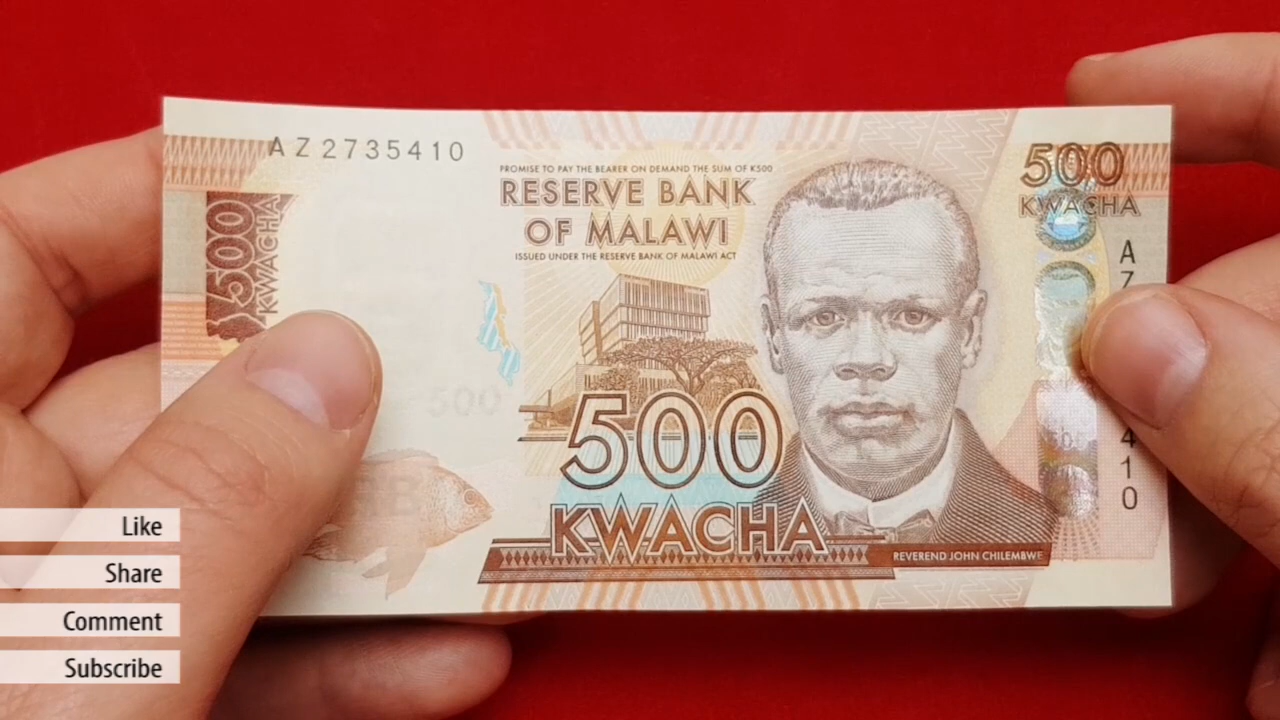 AZ2735410
PROMISE TO PAY THE BEARER ON DEMAND THE SUM OF K500
RESERVE BANK
OF MALAWI
ISSUED UNDER THE RESERVE BANK OF MALAWI ACT
500
KWACHA
500
KWACHA
AZ
410
500
500
KWACHA
REVEREND JOHN CHILEMBWE
Like
Share
Comment
Subscribe